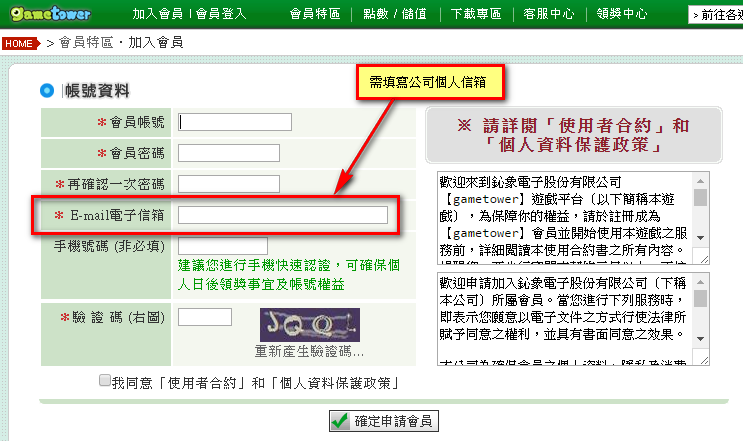 gametower 加入會員 | 會員登入 會員特區 | 點數 / 儲值 | 下載專區 | 客服中心 | 領獎中心 > 前往各遊
HOME > 會員特區・加入會員
需填寫公司個人信箱
帳號資料
* 會員帳號
* 會員密碼
* 再確認一次密碼
* E-mail電子信箱
手機號碼 (非必填)
建議您進行手機快速認證，可確保個
人日後領獎事宜及帳號權益
* 驗 證 碼 (右圖)
重新產生驗證碼...
我同意「使用者合約」和「個人資料保護政策」
確定申請會員
※ 請詳閱「使用者合約」和
「個人資料保護政策」
歡迎來到鈊象電子股份有限公司
【gametower】遊戲平台（以下簡稱本遊
戲），為保障你的權益，請於註冊成為
【gametower】會員並開始使用本遊戲之服
務前，詳細閱讀本使用合約書之所有內容。
歡迎申請加入鈊象電子股份有限公司（下稱
本公司）所屬會員。當您進行下列服務時，
即表示您願意以電子文件之方式行使法律所
賦予同意之權利，並具有書面同意之效果。